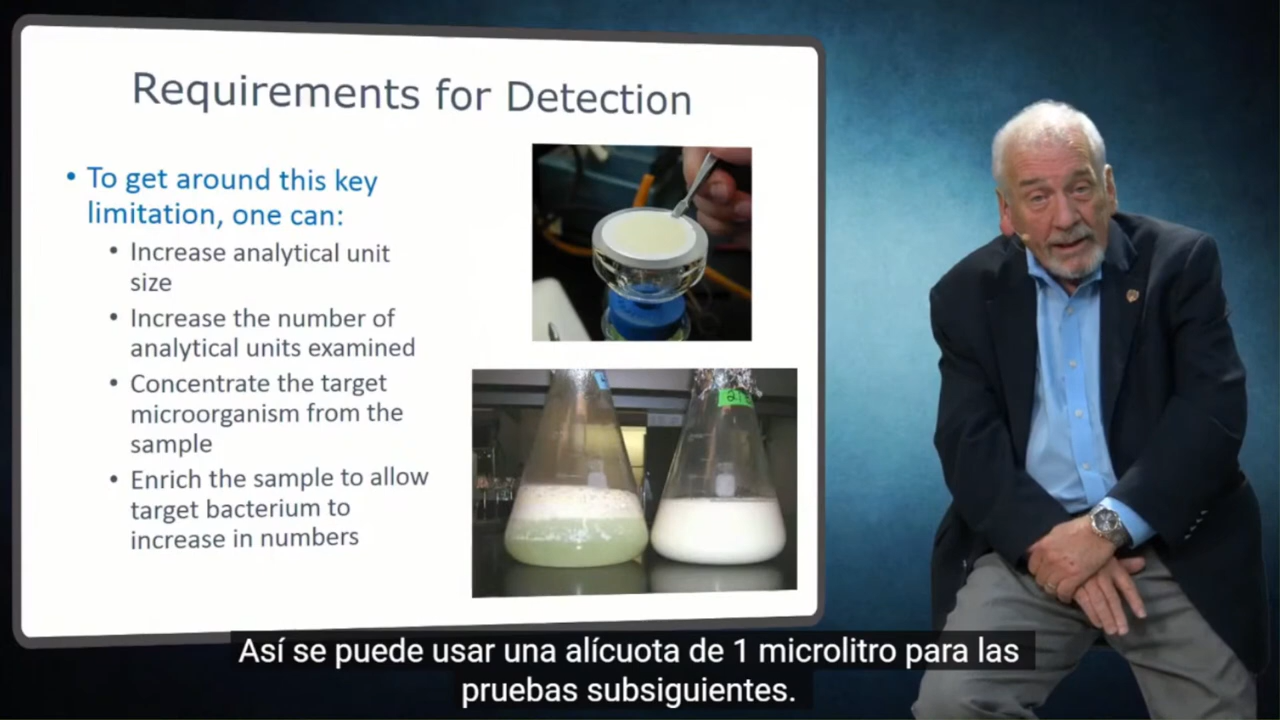 Requirements for Detection
• To get around this key
limitation, one can:
• Increase analytical unit
size
• Increase the number of
analytical units examined
• Concentrate the target
microorganism from the
sample
• Enrich the sample to allow
target bacterium to
increase in numbers
Así se puede usar una alícuota de 1 microlitro para las
pruebas subsiguientes.